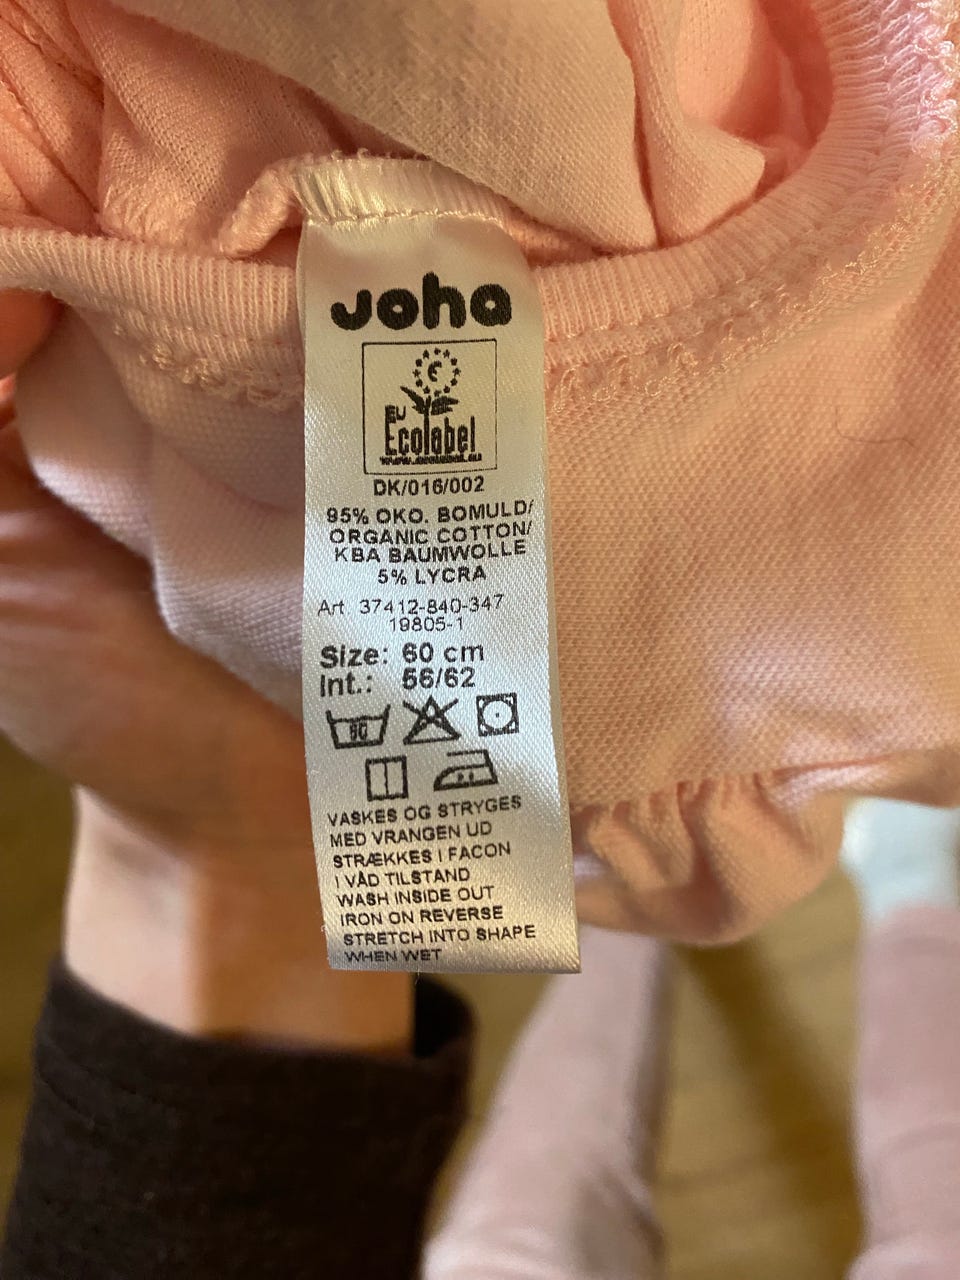 Joha
EU
Ecolabel
DK/016/002
95% OKO. BOMULD/
ORGANIC COTTON/
KBA BAUMWOLLE
5% LYCRA
Art 37412-840-347
19805-1
Size: 60 cm
Int.: 56/62
60
VASKES OG STRYGES
MED VRANGEN UD
STRÆKKES I FACON
I VÅD TILSTAND
WASH INSIDE OUT
IRON ON REVERSE
STRETCH INTO SHAPE
WHEN WET